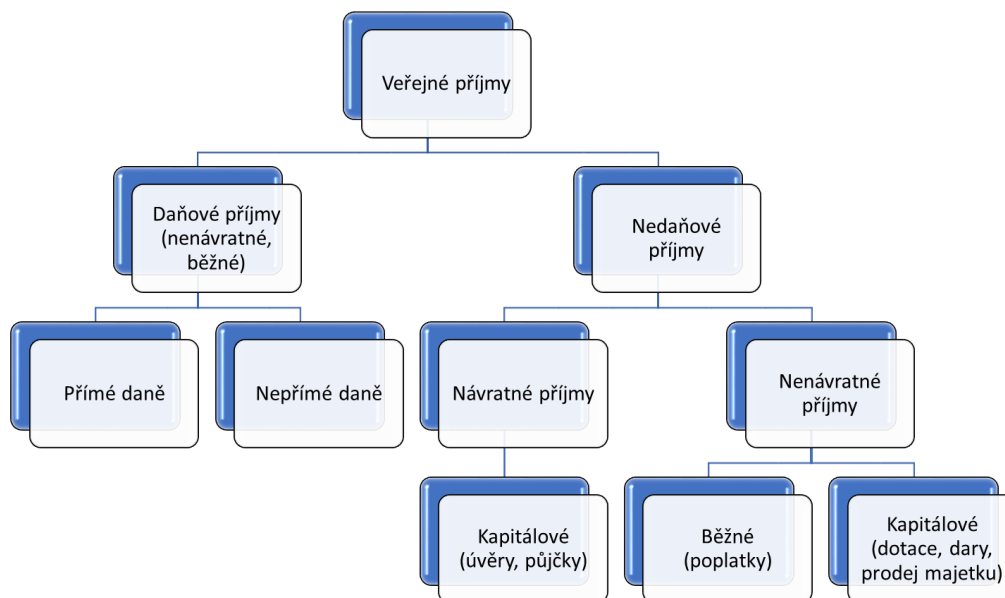 Veřejné příjmy
Daňové příjmy
(nenávratné,
běžné)
Nedaňové
příjmy
Přímé daně
Nepřímé daně
Návratné příjmy
Nenávratné
příjmy
Kapitálové
(úvěry, půjčky)
Běžné
(poplatky)
Kapitálové
(dotace, dary,
prodej majetku)